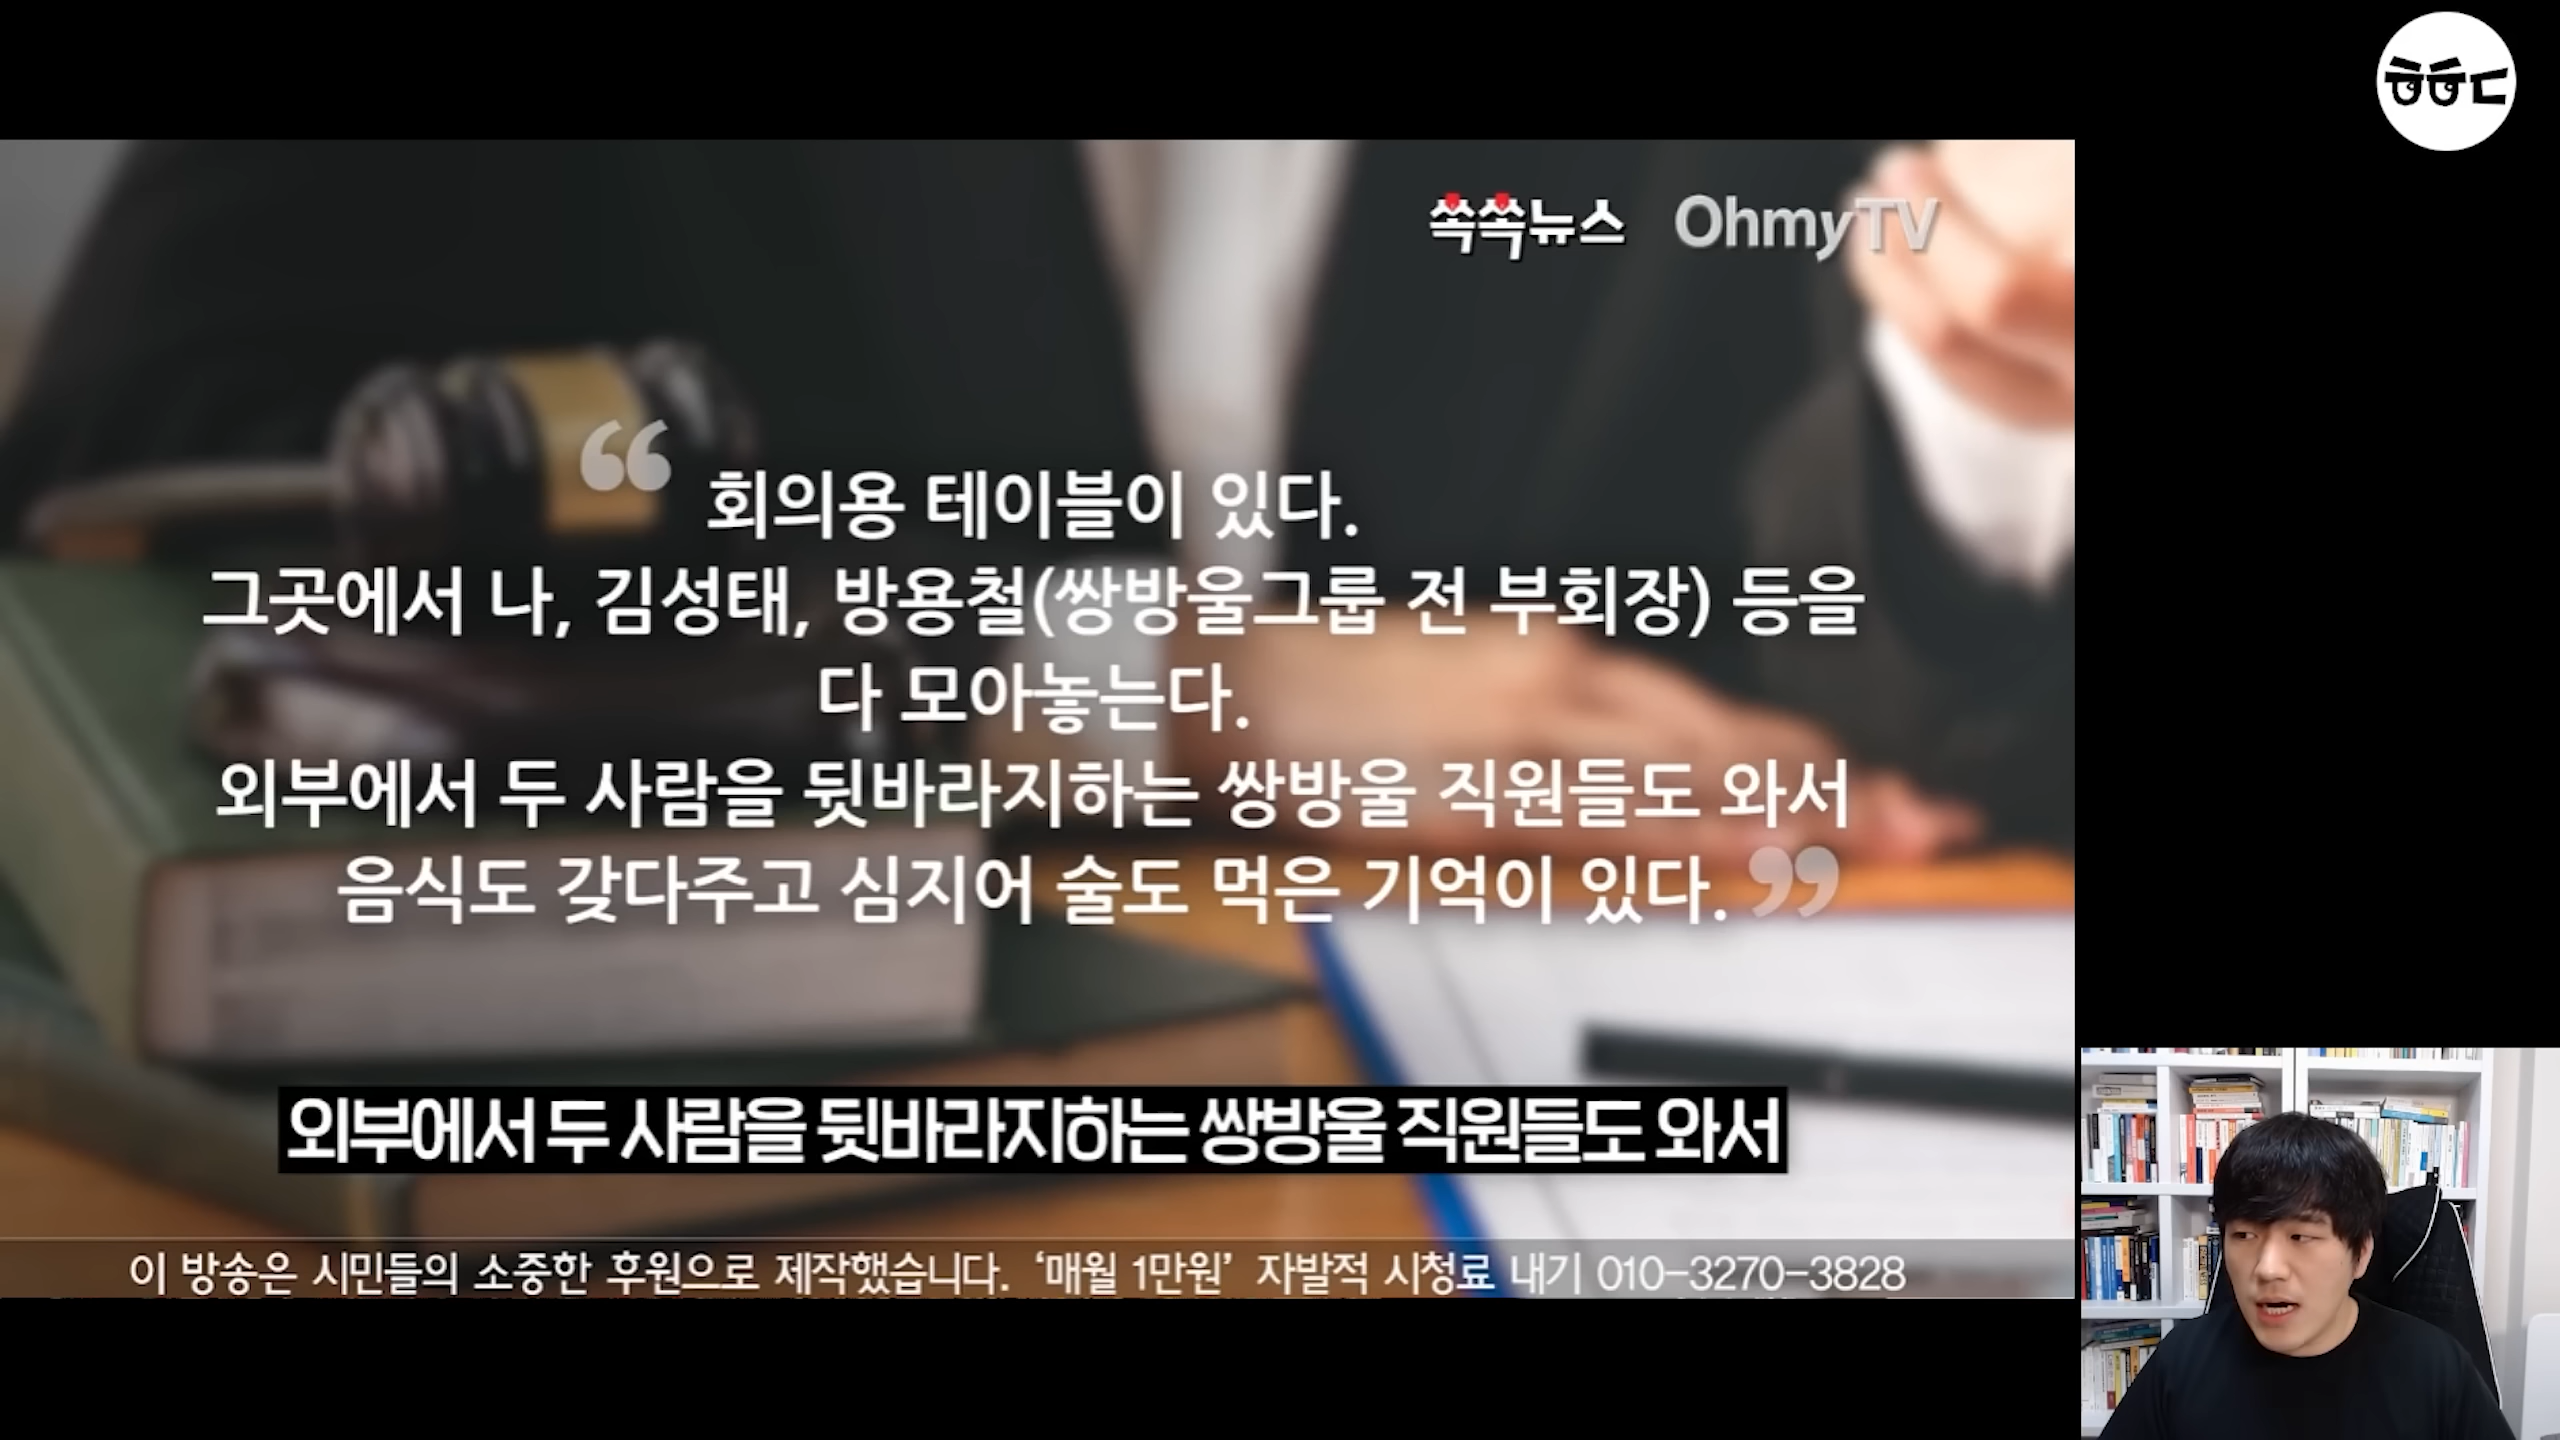 ㅎㅎㄷ
쏙쏙뉴스 OhmyTV
“ 회의용 테이블이 있다.
그곳에서 나, 김성태, 방용철(쌍방울그룹 전 부회장) 등을
다 모아놓는다.
외부에서 두 사람을 뒷바라지하는 쌍방울 직원들도 와서
음식도 갖다주고 심지어 술도 먹은 기억이 있다. ”
외부에서 두 사람을 뒷바라지하는 쌍방울 직원들도 와서
이 방송은 시민들의 소중한 후원으로 제작했습니다. ‘매월 1만원’ 자발적 시청료 내기 010-3270-3828